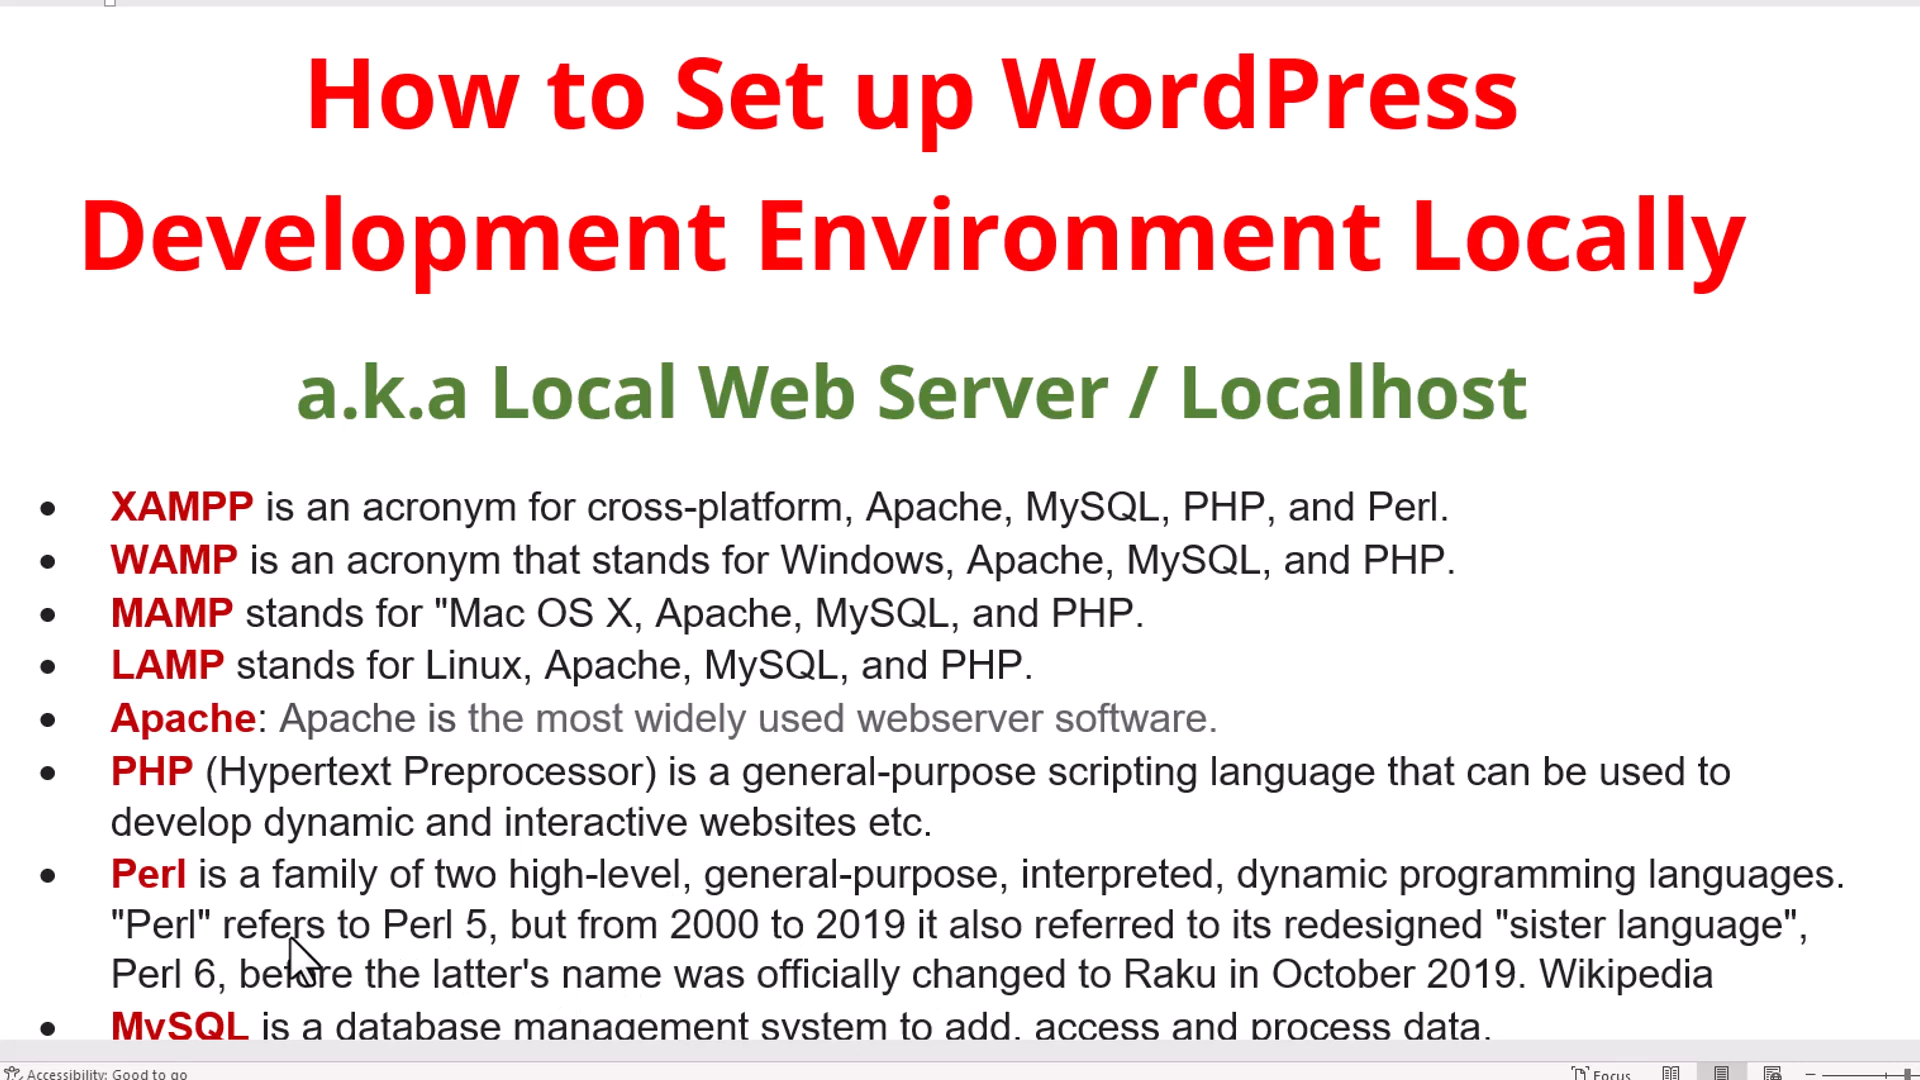 How to Set up WordPress
Development Environment Locally
a.k.a Local Web Server / Localhost
• XAMPP is an acronym for cross-platform, Apache, MySQL, PHP, and Perl.
• WAMP is an acronym that stands for Windows, Apache, MySQL, and PHP.
• MAMP stands for "Mac OS X, Apache, MySQL, and PHP.
• LAMP stands for Linux, Apache, MySQL, and PHP.
• Apache: Apache is the most widely used webserver software.
• PHP (Hypertext Preprocessor) is a general-purpose scripting language that can be used to
develop dynamic and interactive websites etc.
• Perl is a family of two high-level, general-purpose, interpreted, dynamic programming languages.
"Perl" refers to Perl 5, but from 2000 to 2019 it also referred to its redesigned "sister language",
Perl 6, before the latter's name was officially changed to Raku in October 2019. Wikipedia
• MySQL is a database management system to add, access and process data.
Accessibility: Good to go
Focus